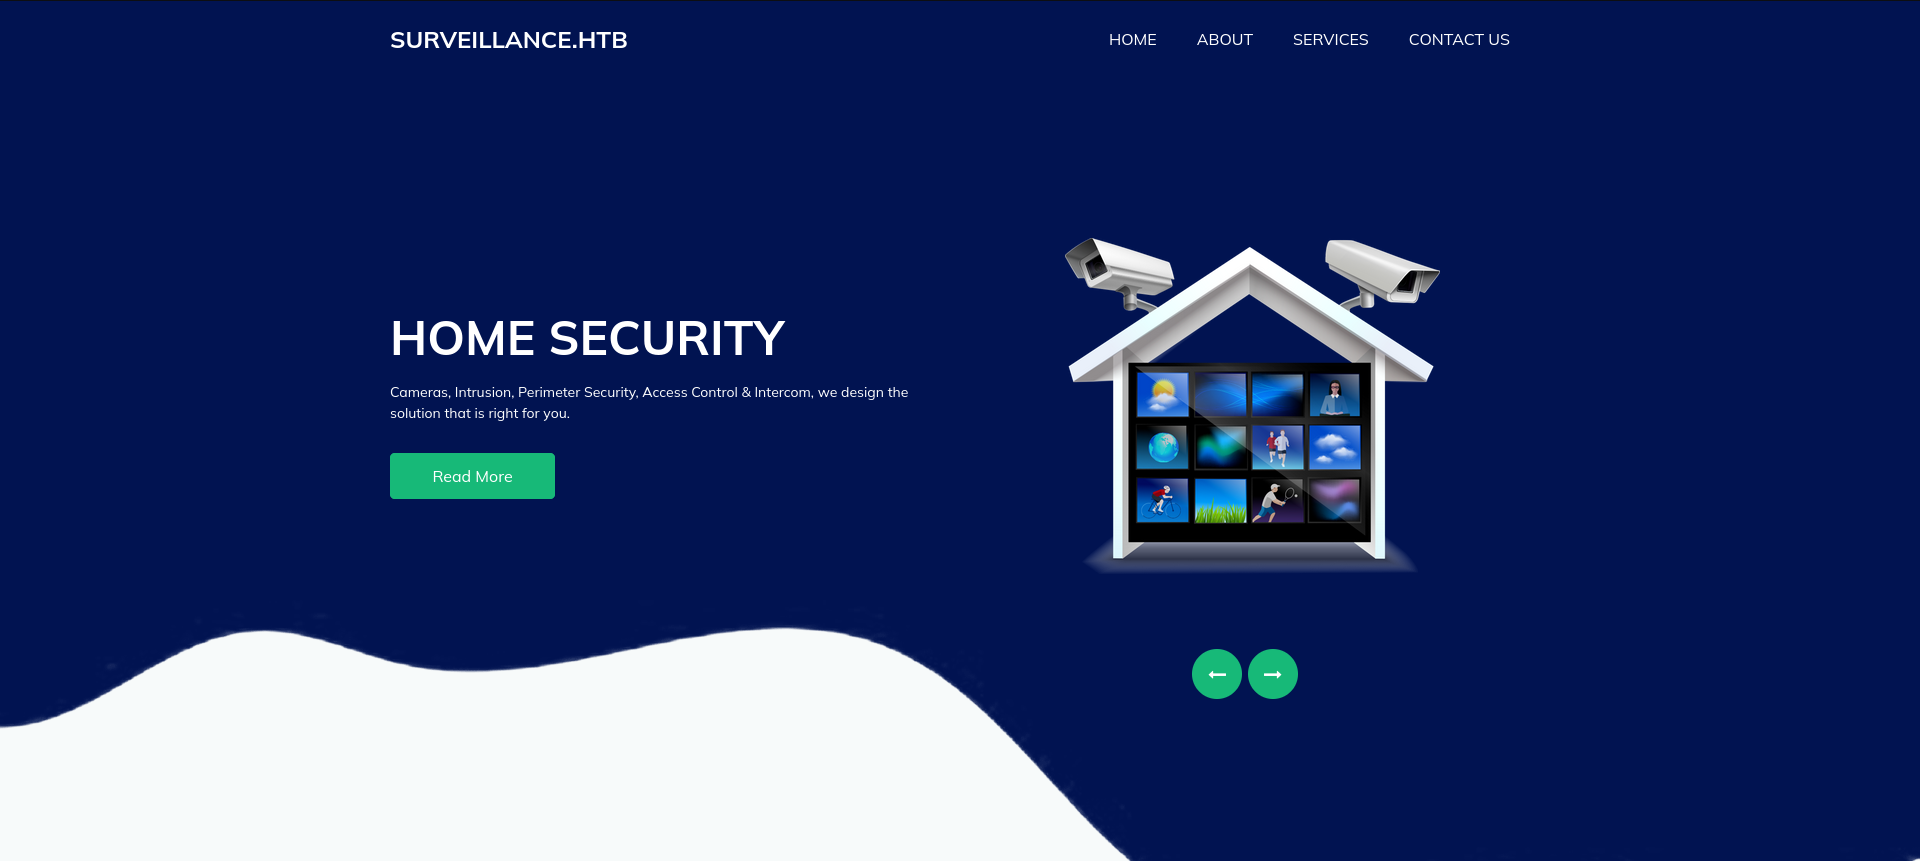 SURVEILLANCE.HTB
HOME
ABOUT
SERVICES
CONTACT US
HOME SECURITY
Cameras, Intrusion, Perimeter Security, Access Control & Intercom, we design the
solution that is right for you.
Read More